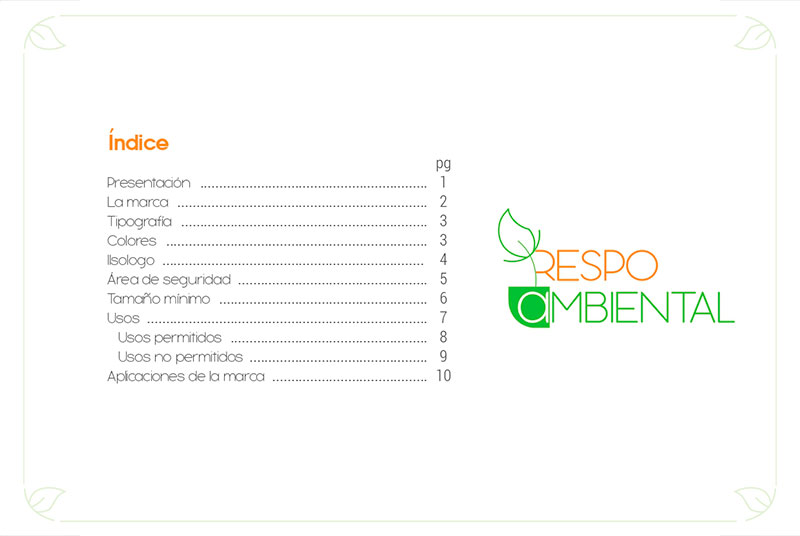 Índice
pg
Presentación ........................................................... 1
La marca ................................................................. 2
Tipografía ................................................................ 3
Colores .................................................................... 3
Ilsologo .................................................................... 4
Área de seguridad ................................................. 5
Tamaño mínimo ...................................................... 6
Usos ......................................................................... 7
Usos permitidos .................................................... 8
Usos no permitidos .............................................. 9
Aplicaciones de la marca ........................................ 10
RESPO
aMBIENTAL